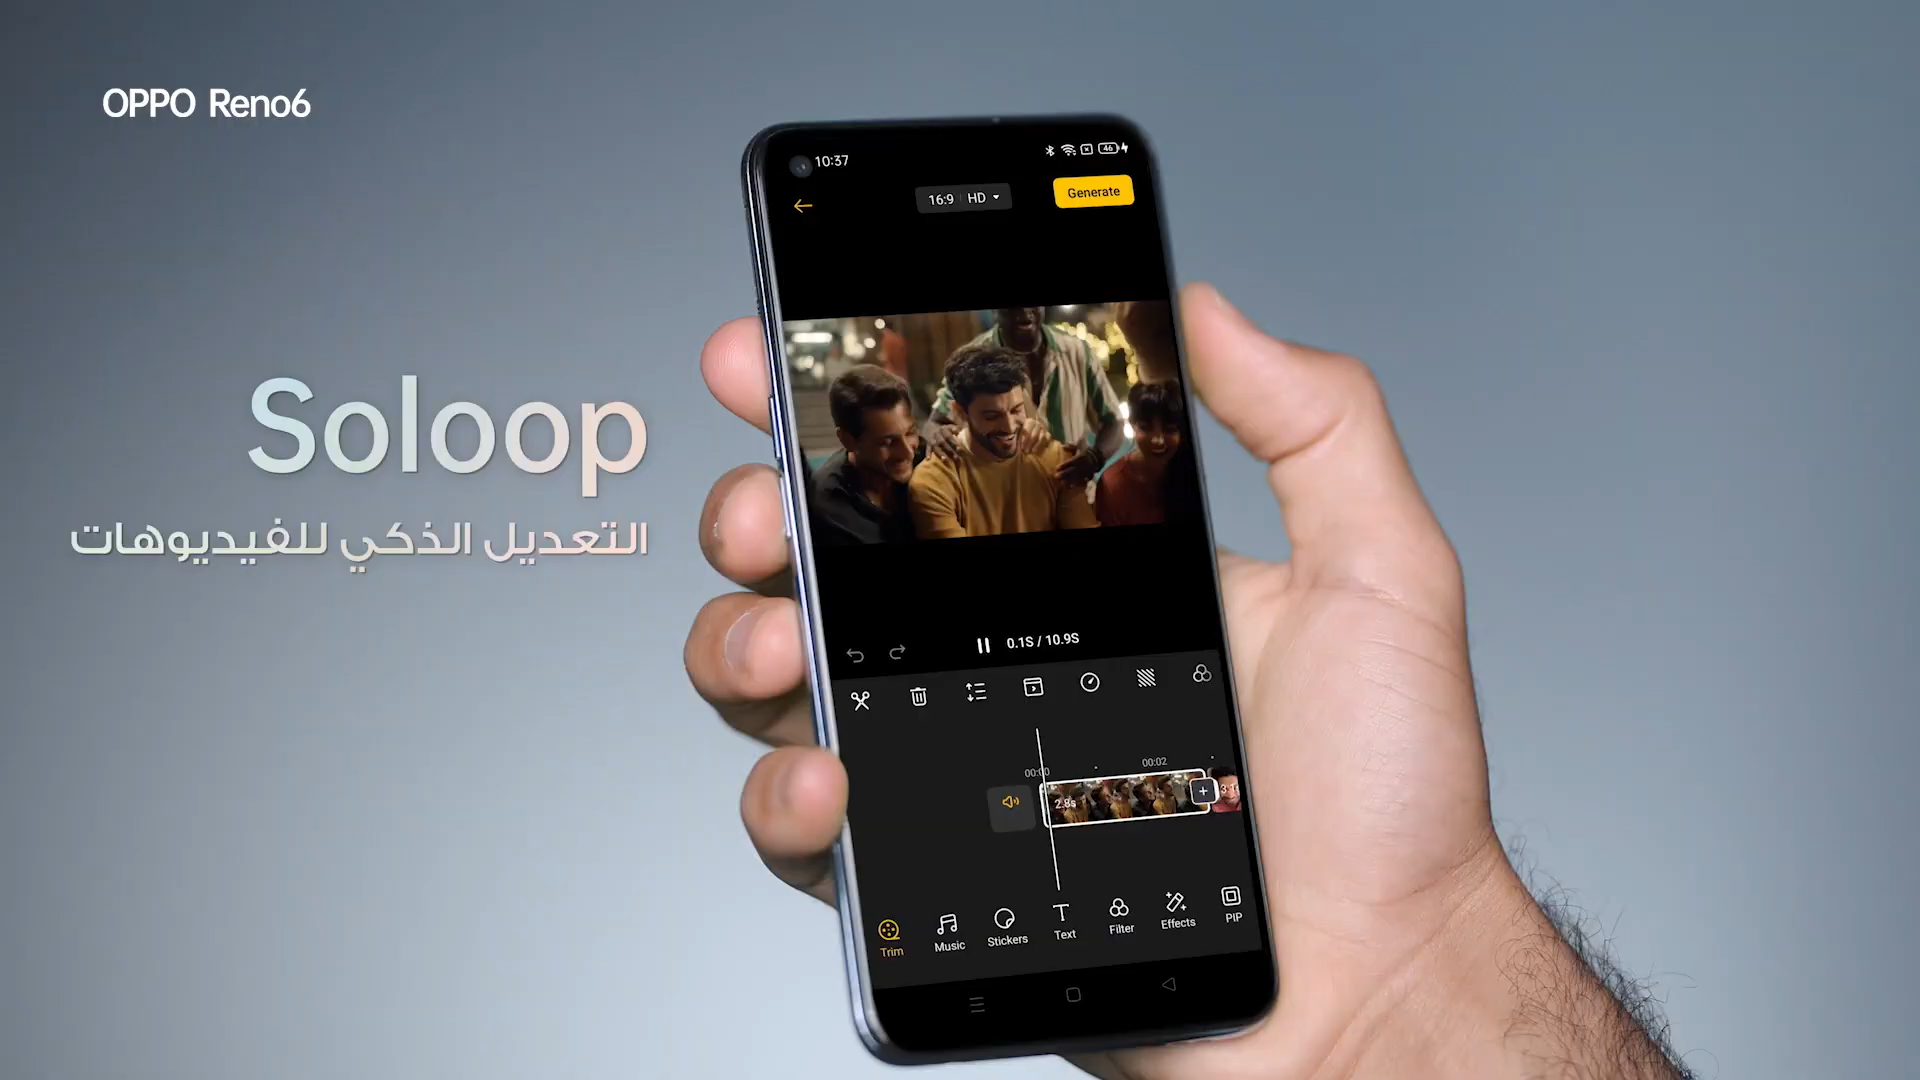 OPPO Reno6
Soloop
التعديل الذكي للفيديوهات
10:37
46
16:9 HD
Generate
0.1S / 10.9S
00:00
00:02
2.8s
Trim
Music
Stickers
Text
Filter
Effects
PIP